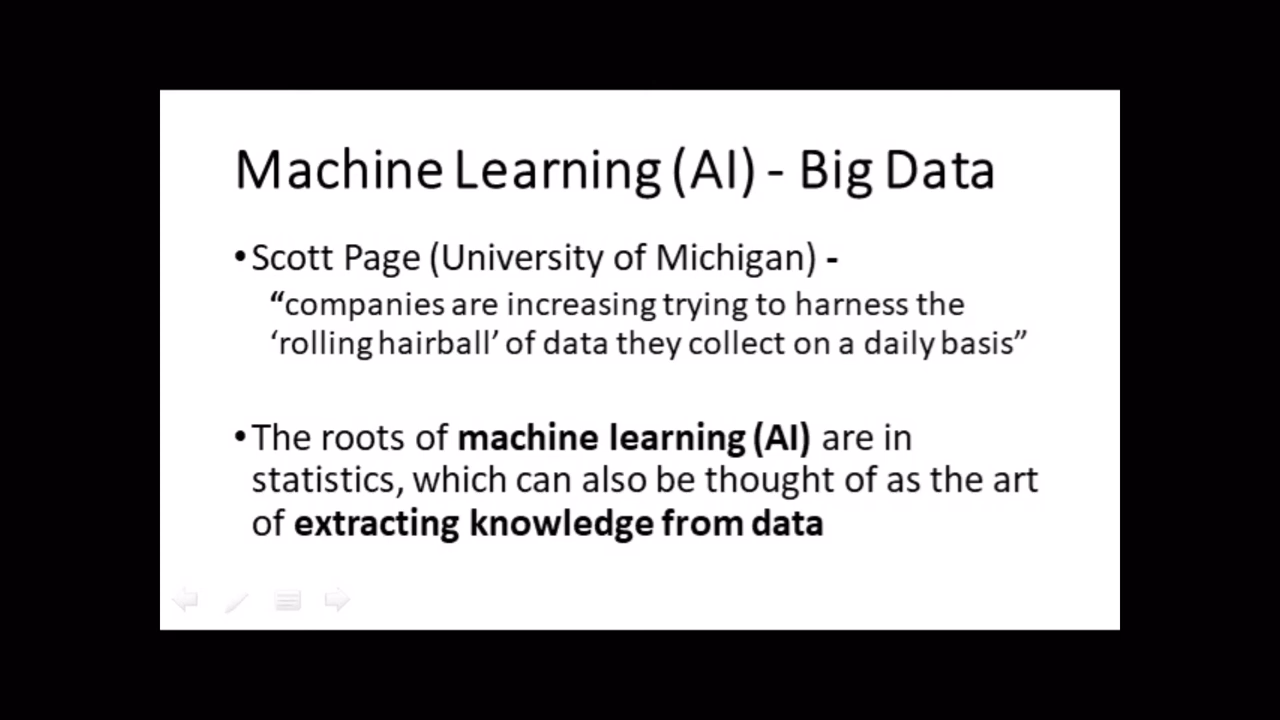 Machine Learning (AI) - Big Data
•Scott Page (University of Michigan) -
“companies are increasing trying to harness the
‘rolling hairball’ of data they collect on a daily basis”
•The roots of machine learning (AI) are in
statistics, which can also be thought of as the art
of extracting knowledge from data